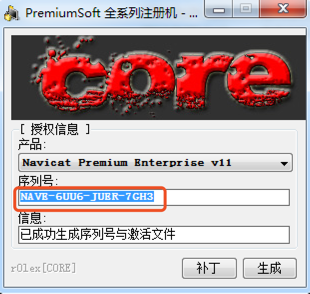 PremiumSoft 全系列注册机 - ...
core
[ 授权信息 ]
产品:
Navicat Premium Enterprise v11
序列号:
NAVE-6UU6-JUER-7GH3
信息:
已成功生成序列号与激活文件
r0lex[CORE]
补丁
生成